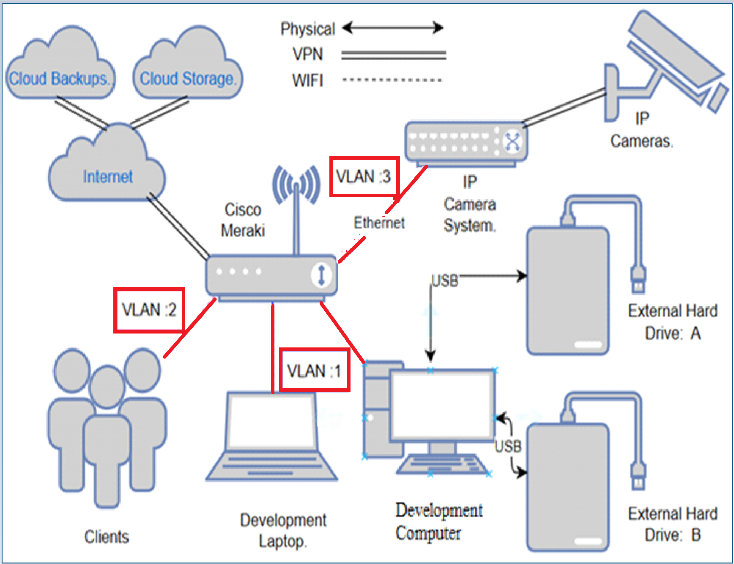 Physical
VPN
WIFI
Cloud Backups.
Cloud Storage.
Internet
IP
Cameras.
VLAN :3
IP
Camera
System.
Cisco
Meraki
Ethernet
VLAN :2
VLAN :1
USB
External Hard
Drive: A
USB
Clients
Development
Laptop.
Development
Computer
External Hard
Drive: B